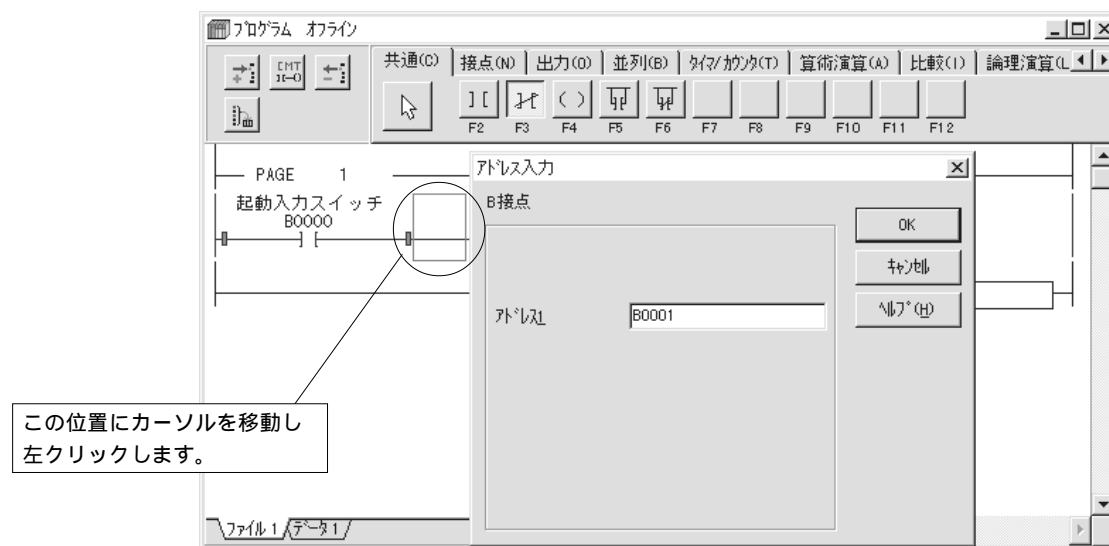 プログラム オフライン
共通(C) 接点(N) 出力(O) 並列(B) タイマ/カウンタ(T) 算術演算(A) 比較(I) 論理演算(L
CMT
F2 F3 F4 F5 F6 F7 F8 F9 F10 F11 F12
PAGE 1
起動入力スイッチ
B0000
アドレス入力
B接点
アドレス1
B0001
OK
キャンセル
ヘルプ(H)
この位置にカーソルを移動し
左クリックします。
ファイル 1 データ 1